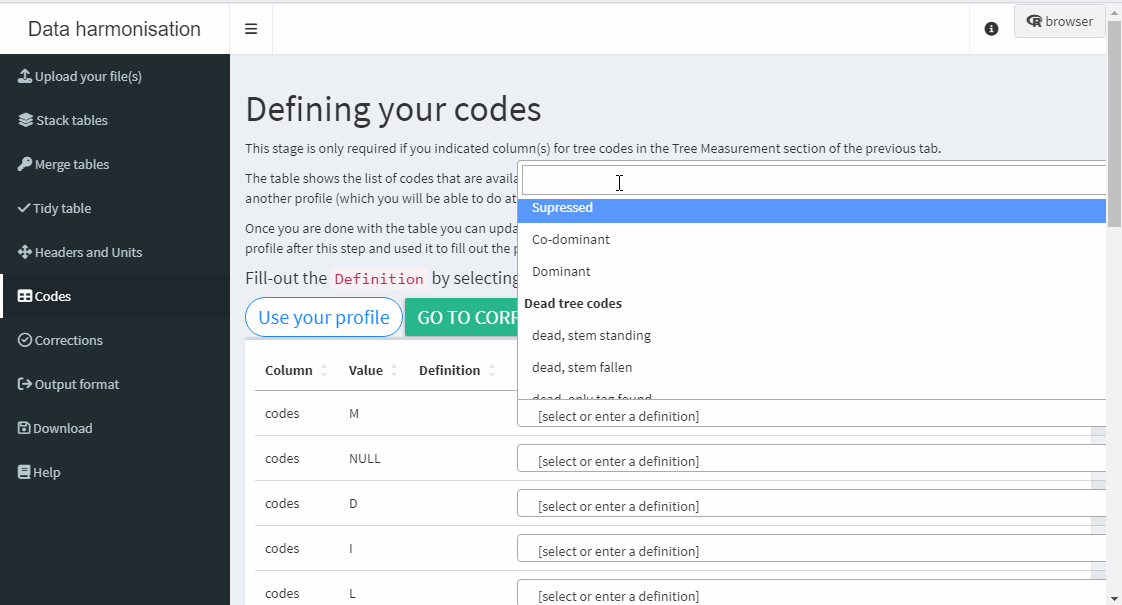 Data harmonisation
browser
Upload your file(s)
Stack tables
Merge tables
Tidy table
Headers and Units
Codes
Corrections
Output format
Download
Help
Defining your codes
This stage is only required if you indicated column(s) for tree codes in the Tree Measurement section of the previous tab.
The table shows the list of codes that are availa
another profile (which you will be able to do at
Once you are done with the table you can upda
profile after this step and used it to fill out the p
Fill-out the Definition by selecting
Use your profile
GO TO CORR
Supressed
Co-dominant
Dominant
Dead tree codes
dead, stem standing
dead, stem fallen
dead, only tag found
Column Value Definition
codes M [select or enter a definition]
codes NULL [select or enter a definition]
codes D [select or enter a definition]
codes I [select or enter a definition]
codes L [select or enter a definition]